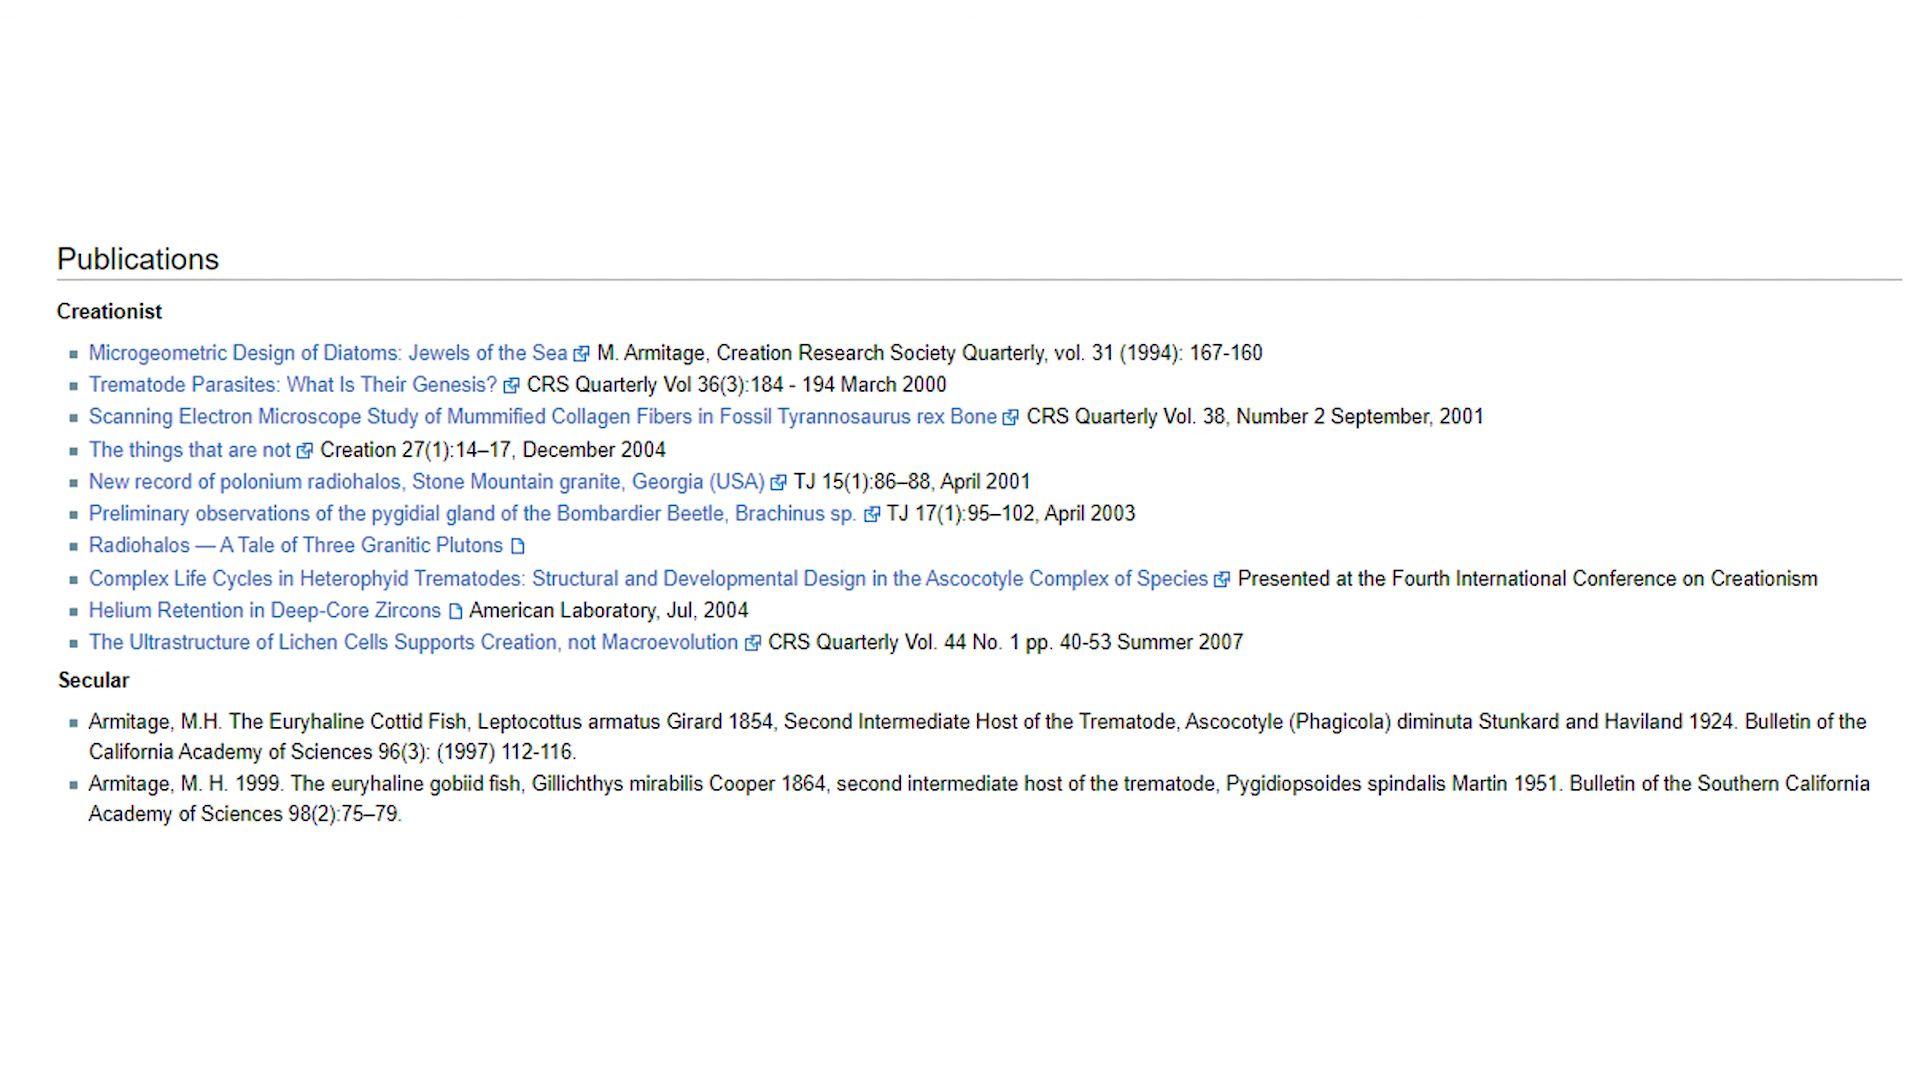 Publications
Creationist
Microgeometric Design of Diatoms: Jewels of the Sea M. Armitage, Creation Research Society Quarterly, vol. 31 (1994): 167-160
Trematode Parasites: What Is Their Genesis? CRS Quarterly Vol 36(3):184 - 194 March 2000
Scanning Electron Microscope Study of Mummified Collagen Fibers in Fossil Tyrannosaurus rex Bone CRS Quarterly Vol. 38, Number 2 September, 2001
The things that are not Creation 27(1):14–17, December 2004
New record of polonium radiohalos, Stone Mountain granite, Georgia (USA) TJ 15(1):86–88, April 2001
Preliminary observations of the pygidial gland of the Bombardier Beetle, Brachinus sp. TJ 17(1):95–102, April 2003
Radiohalos — A Tale of Three Granitic Plutons
Complex Life Cycles in Heterophyid Trematodes: Structural and Developmental Design in the Ascocotyle Complex of Species Presented at the Fourth International Conference on Creationism
Helium Retention in Deep-Core Zircons American Laboratory, Jul, 2004
The Ultrastructure of Lichen Cells Supports Creation, not Macroevolution CRS Quarterly Vol. 44 No. 1 pp. 40-53 Summer 2007
Secular
Armitage, M.H. The Euryhaline Cottid Fish, Leptocottus armatus Girard 1854, Second Intermediate Host of the Trematode, Ascocotyle (Phagicola) diminuta Stunkard and Haviland 1924. Bulletin of the
California Academy of Sciences 96(3): (1997) 112-116.
Armitage, M. H. 1999. The euryhaline gobiid fish, Gillichthys mirabilis Cooper 1864, second intermediate host of the trematode, Pygidiopsoides spindalis Martin 1951. Bulletin of the Southern California
Academy of Sciences 98(2):75–79.